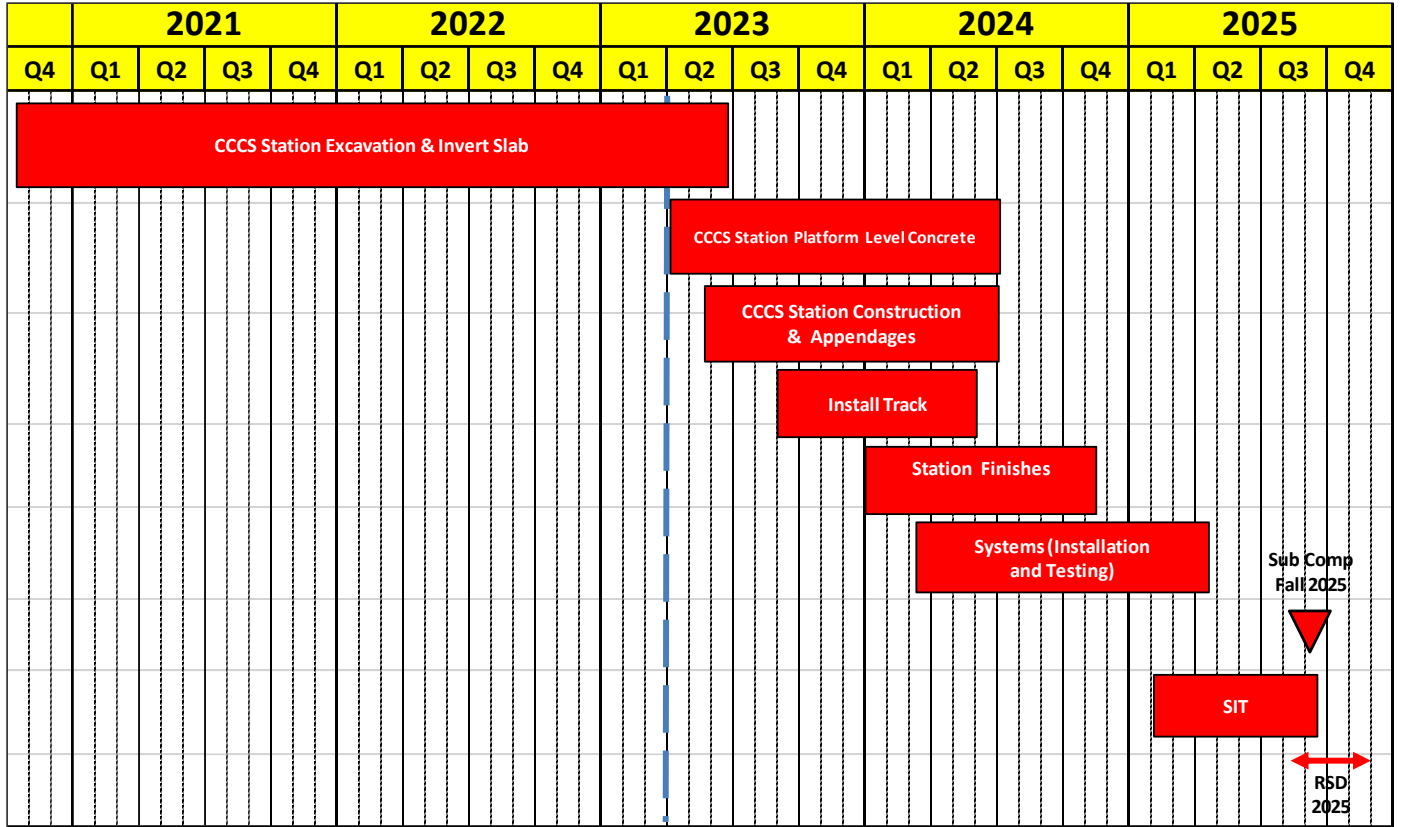 2021 2022 2023 2024 2025
Q4 Q1 Q2 Q3 Q4 Q1 Q2 Q3 Q4 Q1 Q2 Q3 Q4 Q1 Q2 Q3 Q4 Q1 Q2 Q3 Q4
CCCS Station Excavation & Invert Slab
CCCS Station Platform Level Concrete
CCCS Station Construction
& Appendages
Install Track
Station Finishes
Systems (Installation
and Testing)
Sub Comp
Fall 2025
SIT
RSD
2025